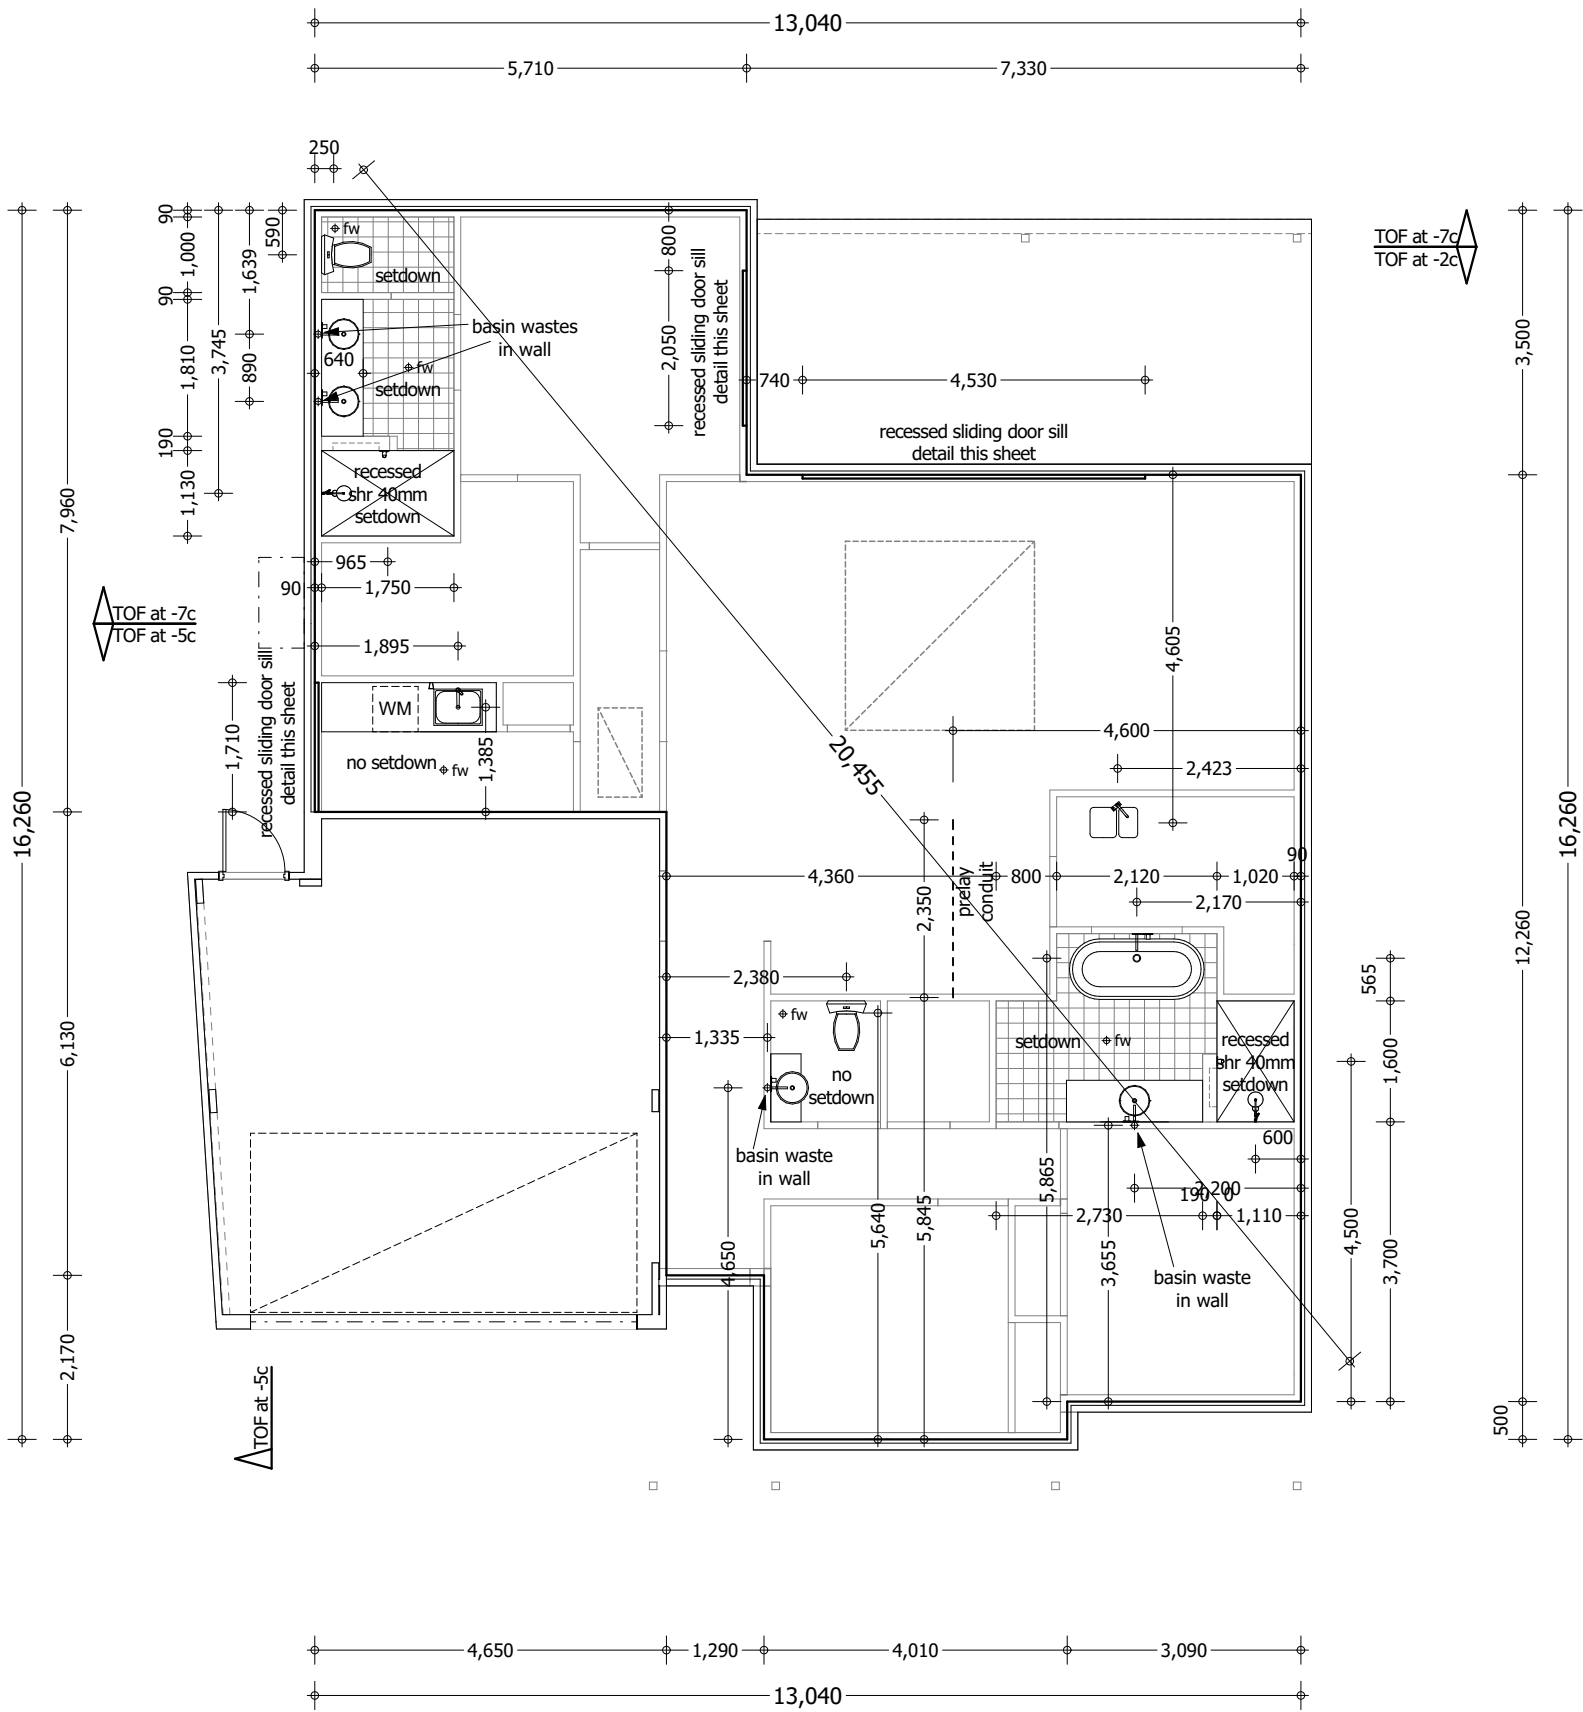 13,040
5,710
7,330
250
90
1,000
90
1,810
190
1,130
3,745
1,639
890
590
fw
setdown
basin wastes
in wall
640
fw
setdown
recessed
shr 40mm
setdown
800
2,050
recessed sliding door sill
detail this sheet
740
4,530
recessed sliding door sill
detail this sheet
TOF at -7c
TOF at -2c
3,500
12,260
500
16,260
16,260
7,960
6,130
2,170
965
90
1,750
1,895
TOF at -7c
TOF at -5c
1,710
recessed sliding door sill
detail this sheet
WM
no setdown
fw
1,385
20,455
4,605
4,600
2,423
90
4,360
800
2,120
1,020
2,170
2,350
prelay
conduit
2,380
1,335
fw
no
setdown
basin waste
in wall
setdown
fw
recessed
shr 40mm
setdown
565
1,600
3,700
4,500
600
2,200
190
2,730
1,110
5,865
3,655
5,640
5,845
4,650
basin waste
in wall
TOF at -5c
4,650
1,290
4,010
3,090
13,040